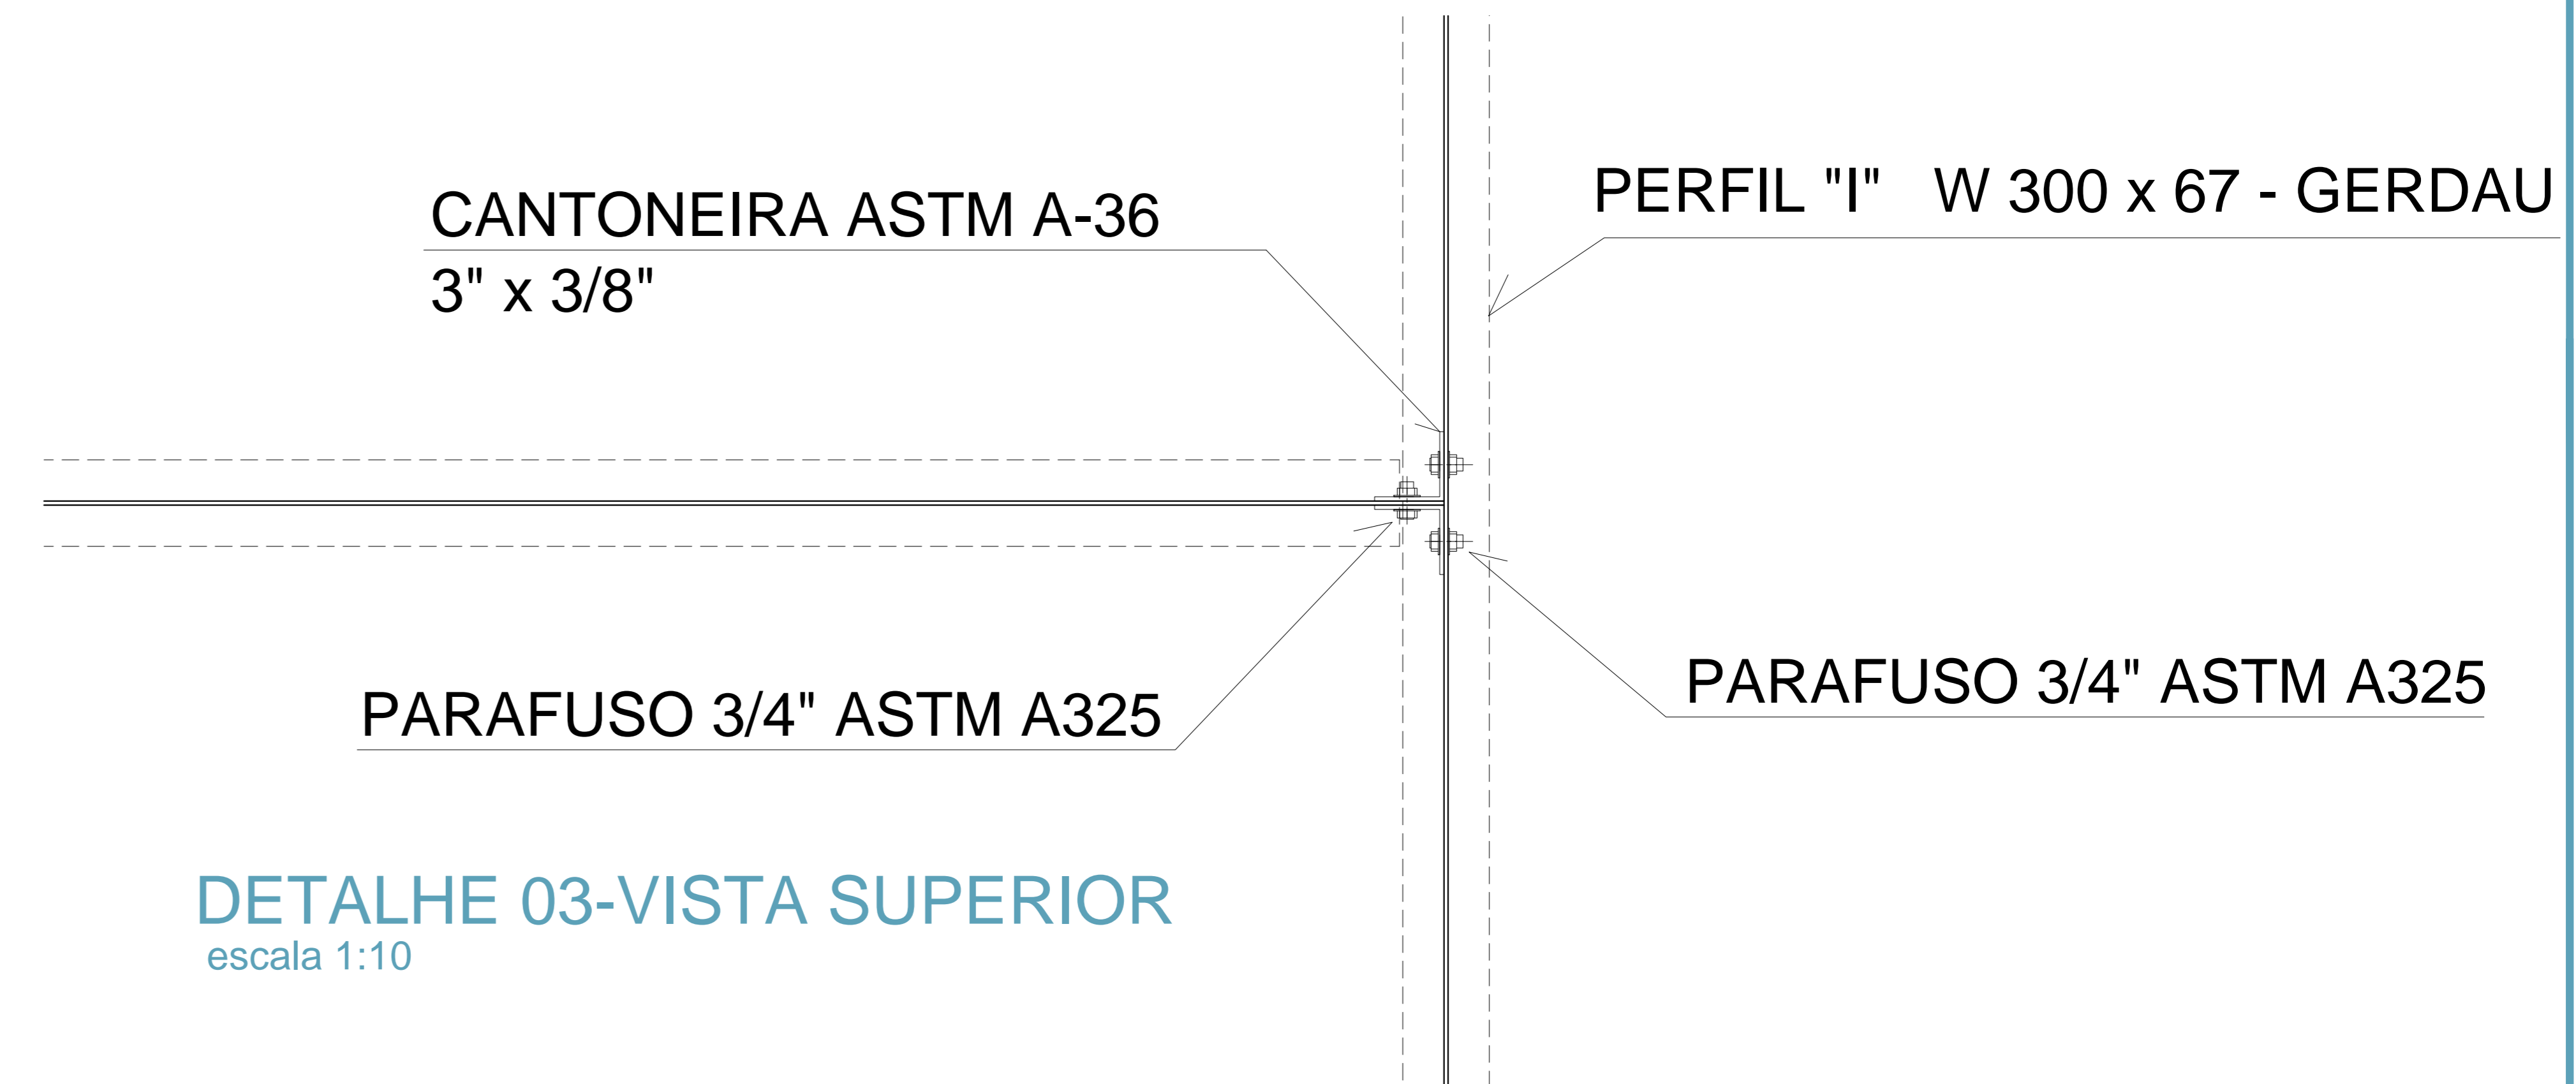 CANTONEIRA ASTM A-36
3" x 3/8"
PERFIL "I" W 300 x 67 - GERDAU
PARAFUSO 3/4" ASTM A325
PARAFUSO 3/4" ASTM A325
DETALHE 03-VISTA SUPERIOR
escala 1:10